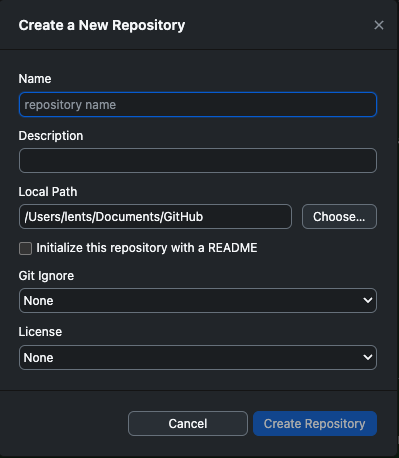 Create a New Repository
Name
repository name
Description
Local Path
/Users/lents/Documents/GitHub
Choose...
Initialize this repository with a README
Git Ignore
None
License
None
Cancel
Create Repository